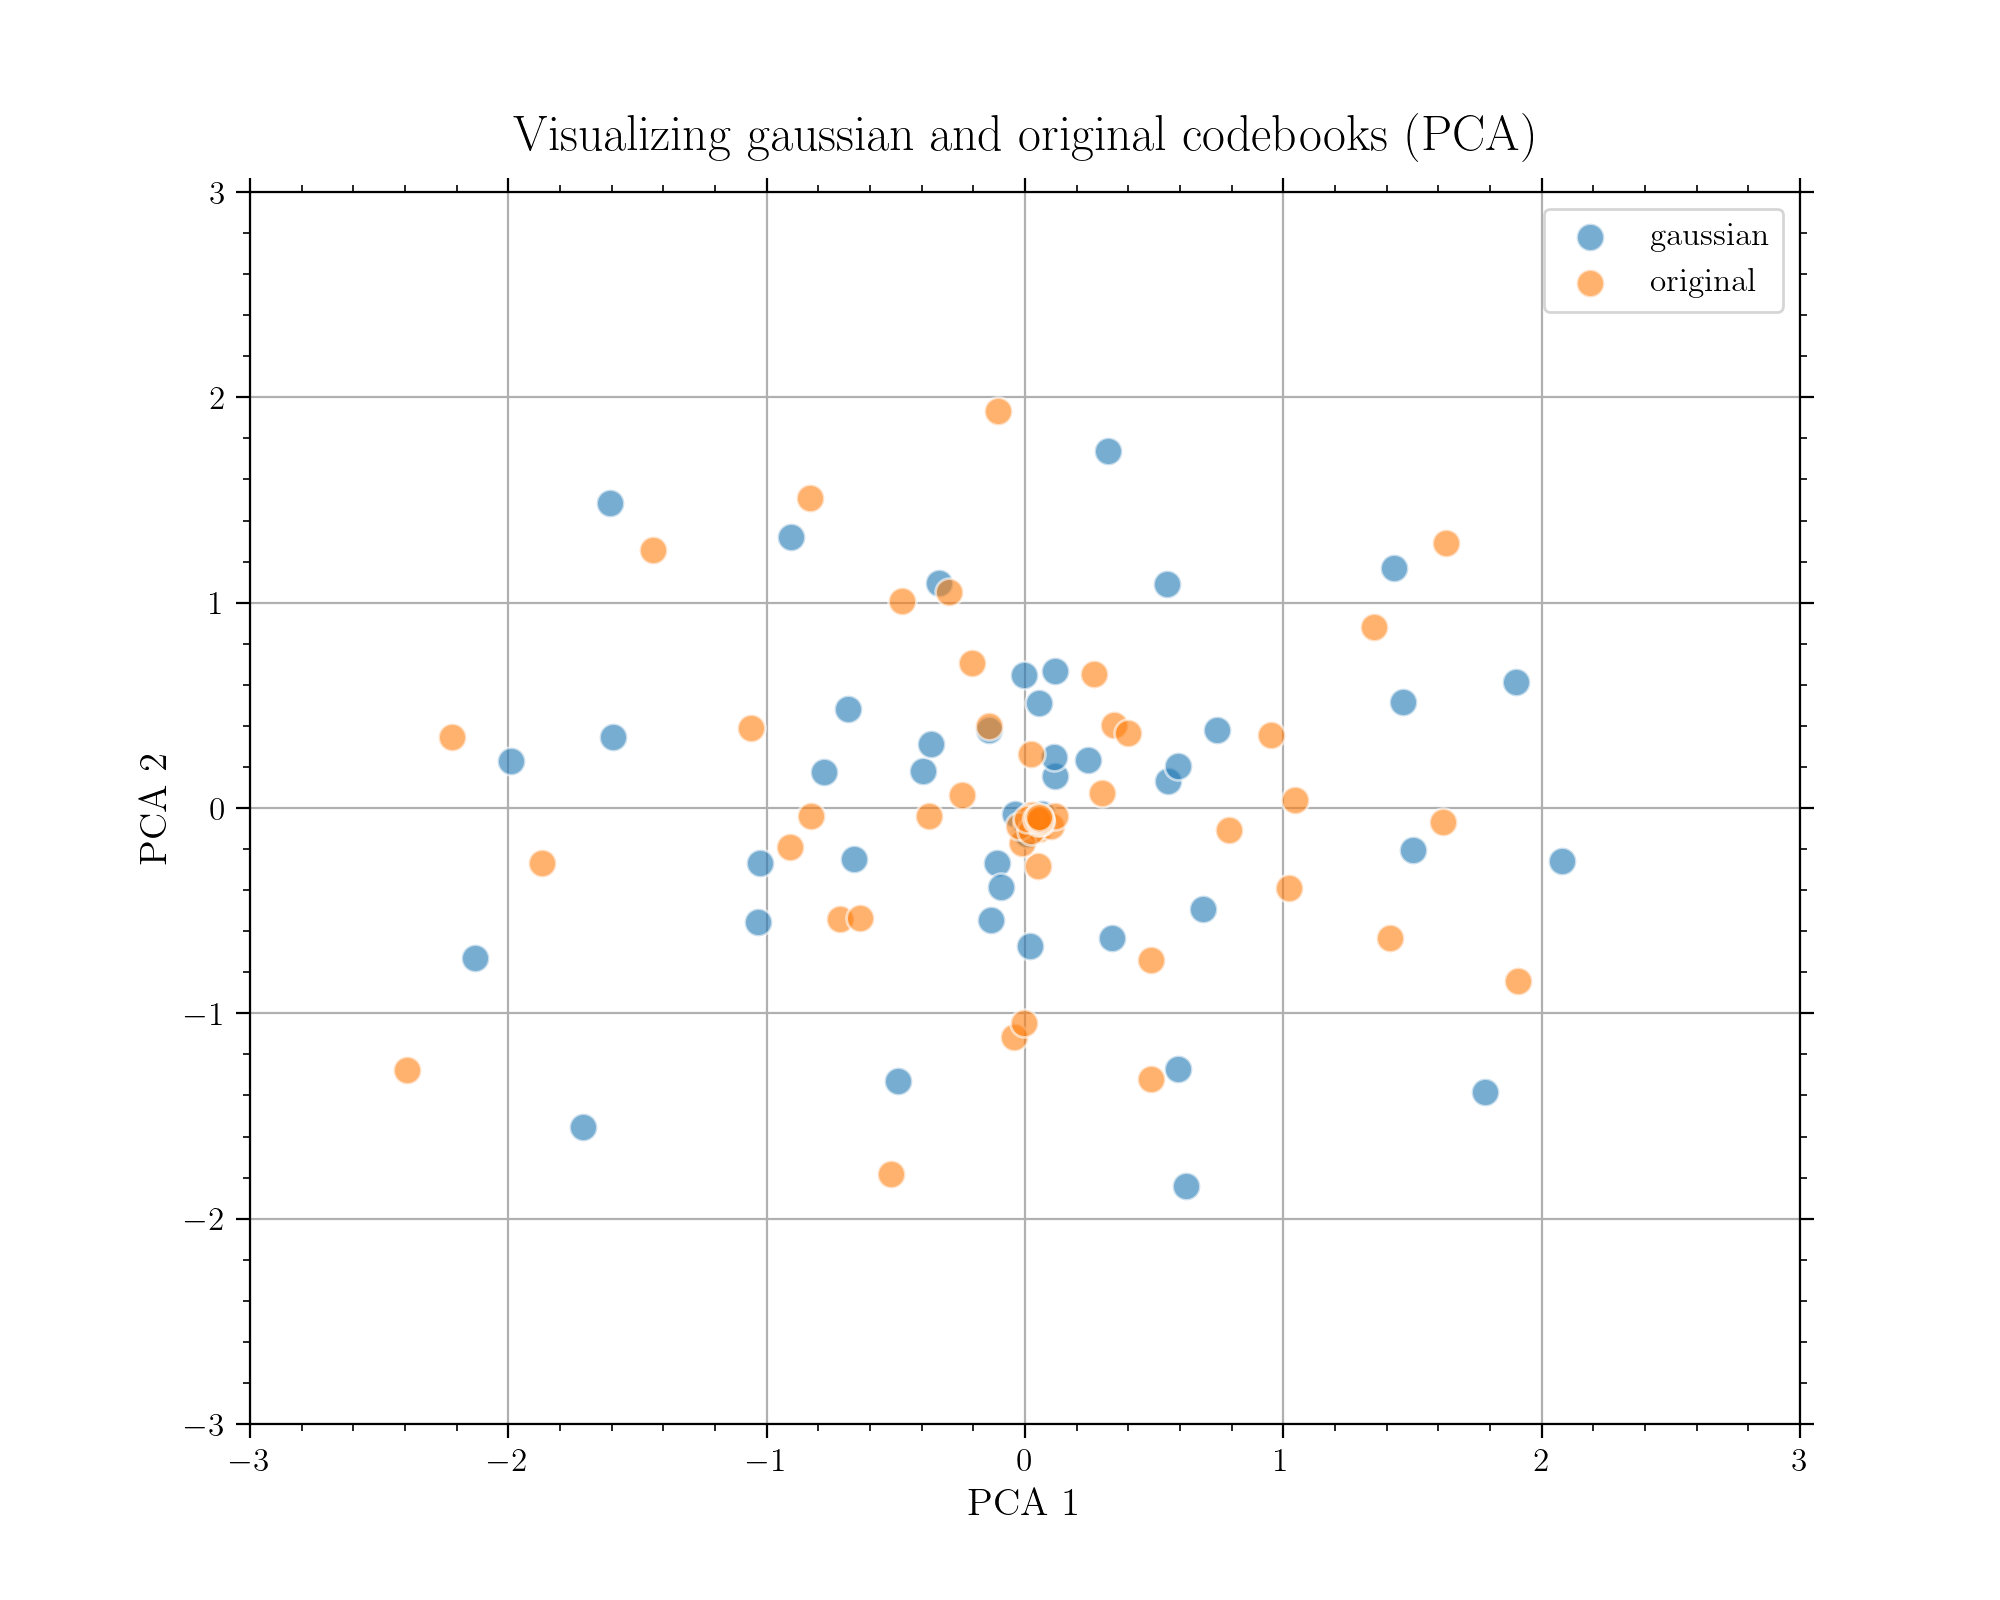 Visualizing gaussian and original codebooks (PCA)
gaussian
original
3
2
1
0
−1
−2
−3
PCA 2
−3
−2
−1
0
1
2
3
PCA 1